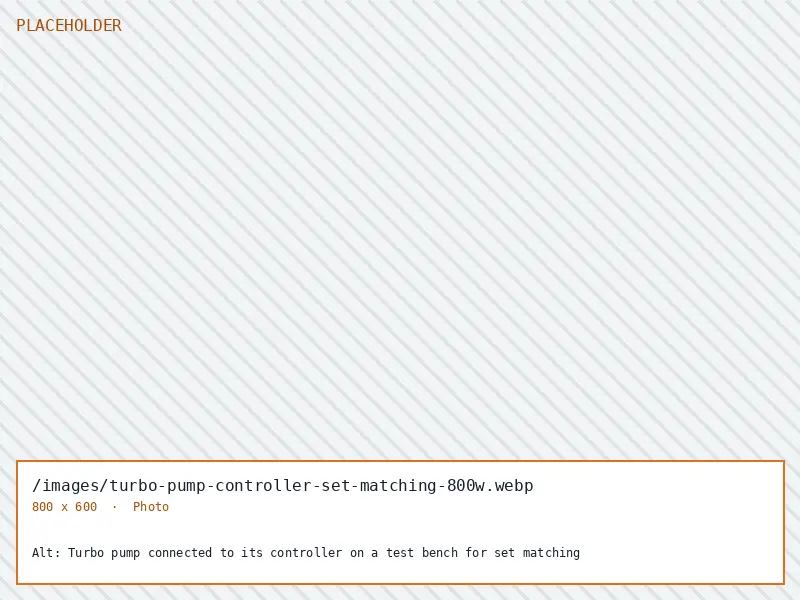 PLACEHOLDER
/images/turbo-pump-controller-set-matching-800w.webp
800 x 600 · Photo
Alt: Turbo pump connected to its controller on a test bench for set matching